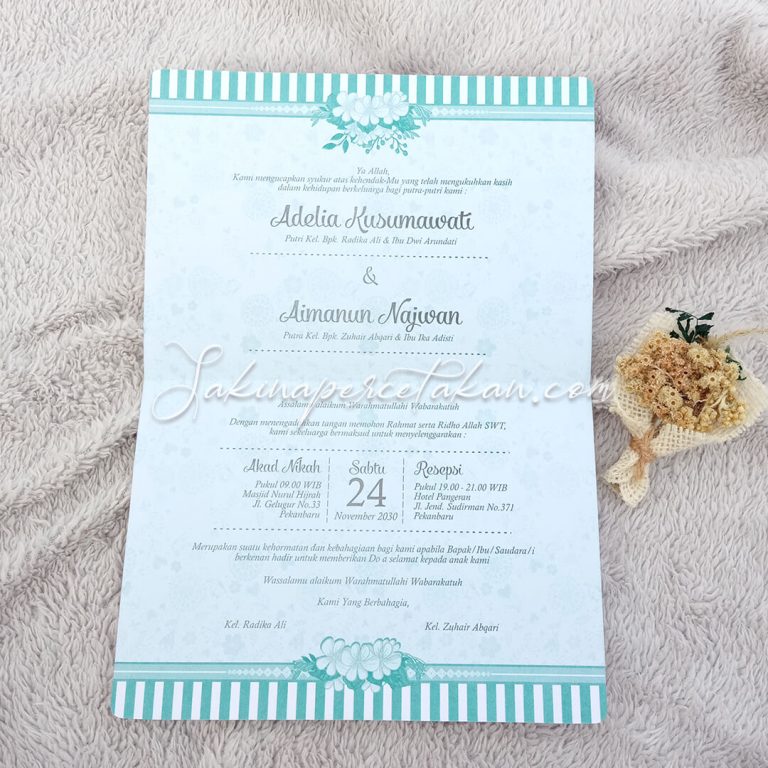 Ya Allah,
Kami mengucapkan syukur atas kehendak-Mu yang telah mengukuhkan kasih
dalam kehidupan berkeluarga bagi putra-putri kami :
Adelia Kusumawati
Putri Kel. Bpk. Radika Ali & Ibu Dwi Arundati
&
Aimanun Najwan
Putra Kel. Bpk. Zuhair Abqari & Ibu Ika Adisti
Sakinapercetakan.com
Assalamu alaikum Warahmatullahi Wabarakatuh
Dengan menengadahkan tangan memohon Rahmat serta Ridho Allah SWT,
kami sekeluarga bermaksud untuk menyelenggarakan :
Akad Nikah
Pukul 09.00 WIB
Masjid Nurul Hijrah
Jl. Gelugur No.33
Pekanbaru
Sabtu
24
November 2030
Resepsi
Pukul 19.00 - 21.00 WIB
Hotel Pangeran
Jl. Jend. Sudirman No.371
Pekanbaru
Merupakan suatu kehormatan dan kebahagiaan bagi kami apabila Bapak/Ibu/Saudara/i
berkenan hadir untuk memberikan Do a selamat kepada anak kami
Wassalamu alaikum Warahmatullahi Wabarakatuh
Kami Yang Berbahagia,
Kel. Radika Ali
Kel. Zuhair Abqari